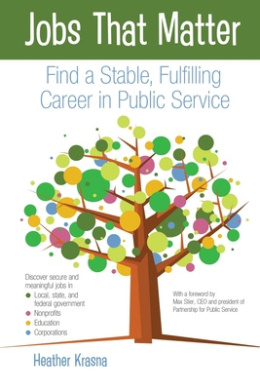 Jobs That Matter
Find a Stable, Fulfilling
Career in Public Service
Discover secure and
meaningful jobs in
Local, state, and
federal government
Nonprofits
Education
Corporations
With a foreword by
Max Stier, CEO and president of
Partnership for Public Service
Heather Krasna